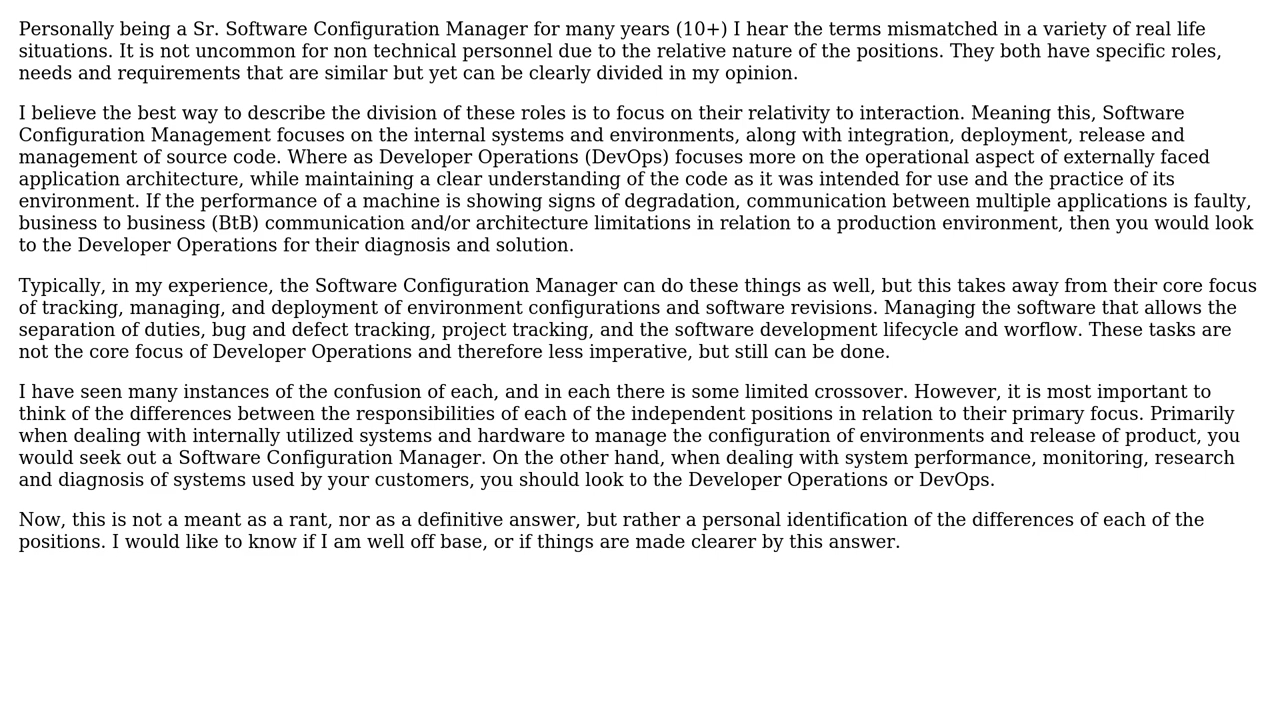 Personally being a Sr. Software Configuration Manager for many years (10+) I hear the terms mismatched in a variety of real life
situations. It is not uncommon for non technical personnel due to the relative nature of the positions. They both have specific roles,
needs and requirements that are similar but yet can be clearly divided in my opinion.
I believe the best way to describe the division of these roles is to focus on their relativity to interaction. Meaning this, Software
Configuration Management focuses on the internal systems and environments, along with integration, deployment, release and
management of source code. Where as Developer Operations (DevOps) focuses more on the operational aspect of externally faced
application architecture, while maintaining a clear understanding of the code as it was intended for use and the practice of its
environment. If the performance of a machine is showing signs of degradation, communication between multiple applications is faulty,
business to business (BtB) communication and/or architecture limitations in relation to a production environment, then you would look
to the Developer Operations for their diagnosis and solution.
Typically, in my experience, the Software Configuration Manager can do these things as well, but this takes away from their core focus
of tracking, managing, and deployment of environment configurations and software revisions. Managing the software that allows the
separation of duties, bug and defect tracking, project tracking, and the software development lifecycle and worflow. These tasks are
not the core focus of Developer Operations and therefore less imperative, but still can be done.
I have seen many instances of the confusion of each, and in each there is some limited crossover. However, it is most important to
think of the differences between the responsibilities of each of the independent positions in relation to their primary focus. Primarily
when dealing with internally utilized systems and hardware to manage the configuration of environments and release of product, you
would seek out a Software Configuration Manager. On the other hand, when dealing with system performance, monitoring, research
and diagnosis of systems used by your customers, you should look to the Developer Operations or DevOps.
Now, this is not a meant as a rant, nor as a definitive answer, but rather a personal identification of the differences of each of the
positions. I would like to know if I am well off base, or if things are made clearer by this answer.